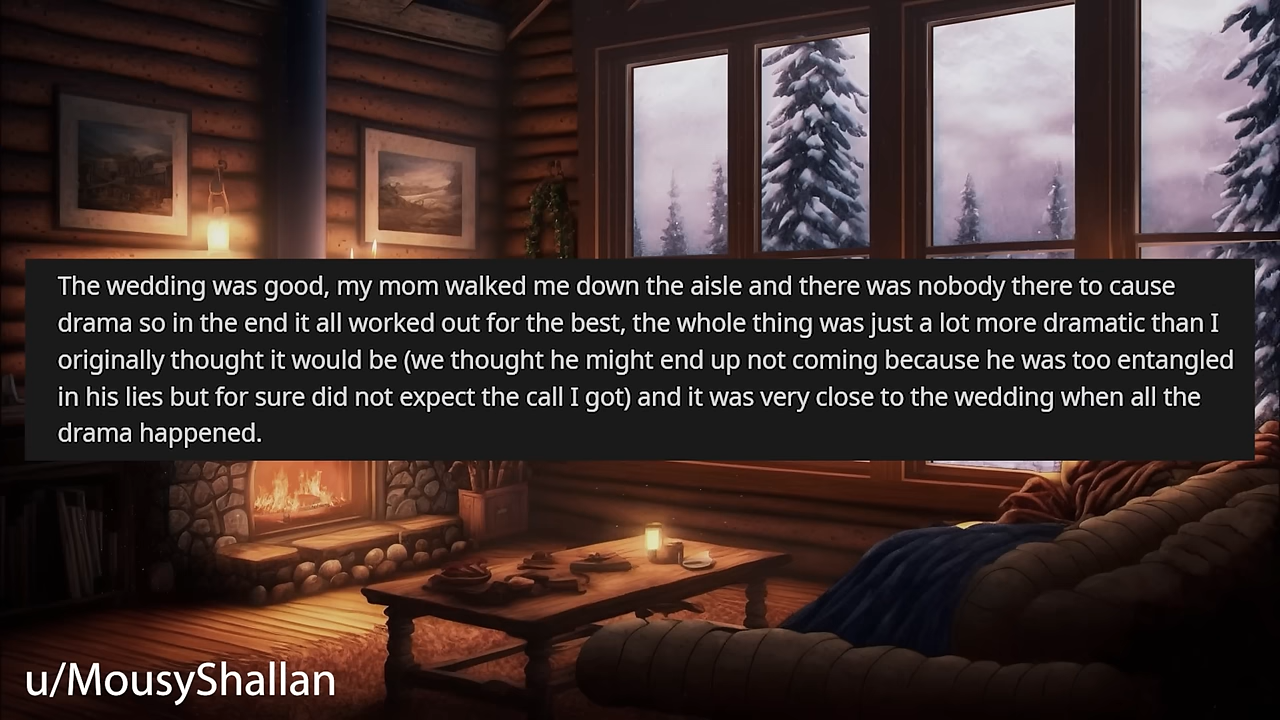 The wedding was good, my mom walked me down the aisle and there was nobody there to cause
drama so in the end it all worked out for the best, the whole thing was just a lot more dramatic than I
originally thought it would be (we thought he might end up not coming because he was too entangled
in his lies but for sure did not expect the call I got) and it was very close to the wedding when all the
drama happened.
u/MousyShallan